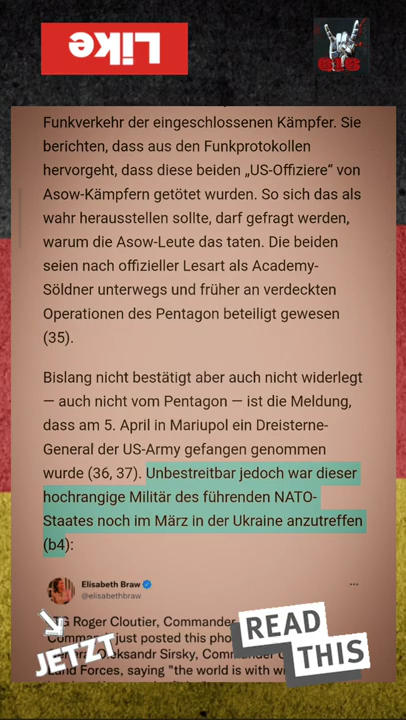 Like
Funkverkehr der eingeschlossenen Kämpfer. Sie
berichten, dass aus den Funkprotokollen
hervorgeht, dass diese beiden „US-Offiziere“ von
Asow-Kämpfern getötet wurden. So sich das als
wahr herausstellen sollte, darf gefragt werden,
warum die Asow-Leute das taten. Die beiden
seien nach offizieller Lesart als Academy-
Söldner unterwegs und früher an verdeckten
Operationen des Pentagon beteiligt gewesen
(35).
Bislang nicht bestätigt aber auch nicht widerlegt
— auch nicht vom Pentagon — ist die Meldung,
dass am 5. April in Mariupol ein Dreisterne-
General der US-Army gefangen genommen
wurde (36, 37). Unbestreitbar jedoch war dieser
hochrangige Militär des führenden NATO-
Staates noch im März in der Ukraine anzutreffen
(b4):
Elisabeth Braw
@elisabethbraw
Roger Cloutier, Commander
just posted this
Oleksandr Sirsky,
Land Forces, saying "the world is with
JETZT
READ
THIS